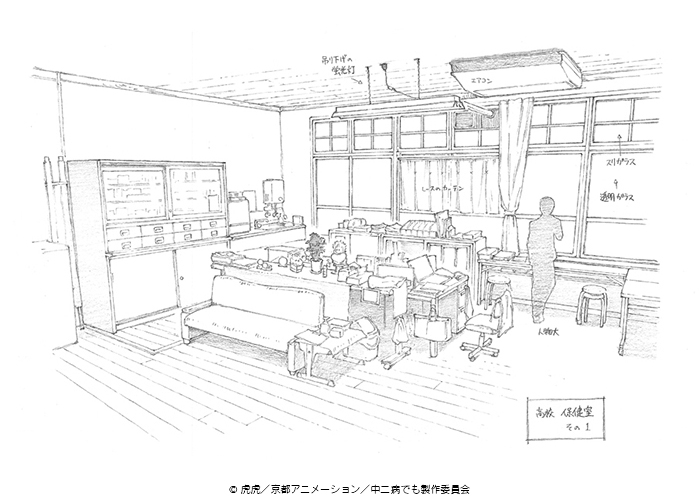 吊り下げの
蛍光灯
エアコン
スリガラス
透明ガラス
レースのカーテン
人物大
高校 保健室
その1
© 虎虎／京都アニメーション／中二病でも製作委員会